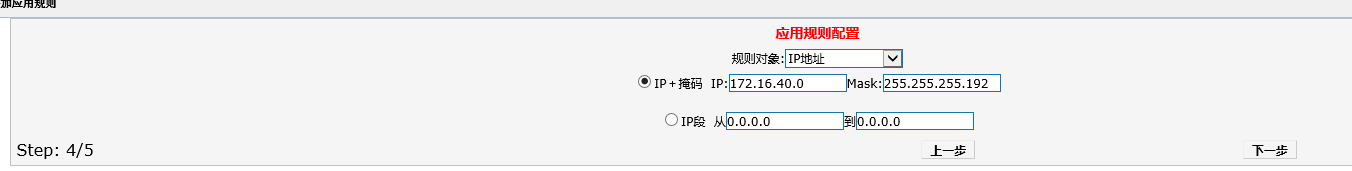 加应用规则
应用规则配置
规则对象:IP地址
IP+掩码 IP:172.16.40.0 Mask:255.255.255.192
IP段 从0.0.0.0 到0.0.0.0
Step: 4/5 上一步 下一步